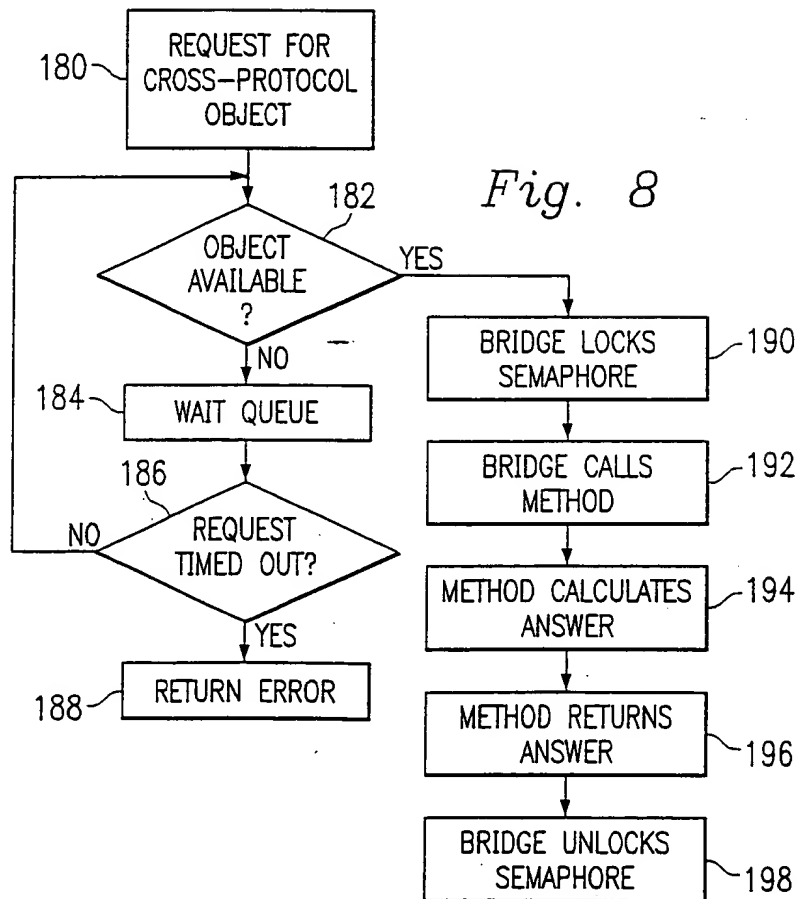 180
REQUEST FOR
CROSS-PROTOCOL
OBJECT
Fig. 8
182
OBJECT
AVAILABLE
?
YES
NO
184
WAIT QUEUE
186
REQUEST
TIMED OUT?
NO
YES
188
RETURN ERROR
BRIDGE LOCKS
SEMAPHORE
190
BRIDGE CALLS
METHOD
192
METHOD CALCULATES
ANSWER
194
METHOD RETURNS
ANSWER
196
BRIDGE UNLOCKS
SEMAPHORE
198